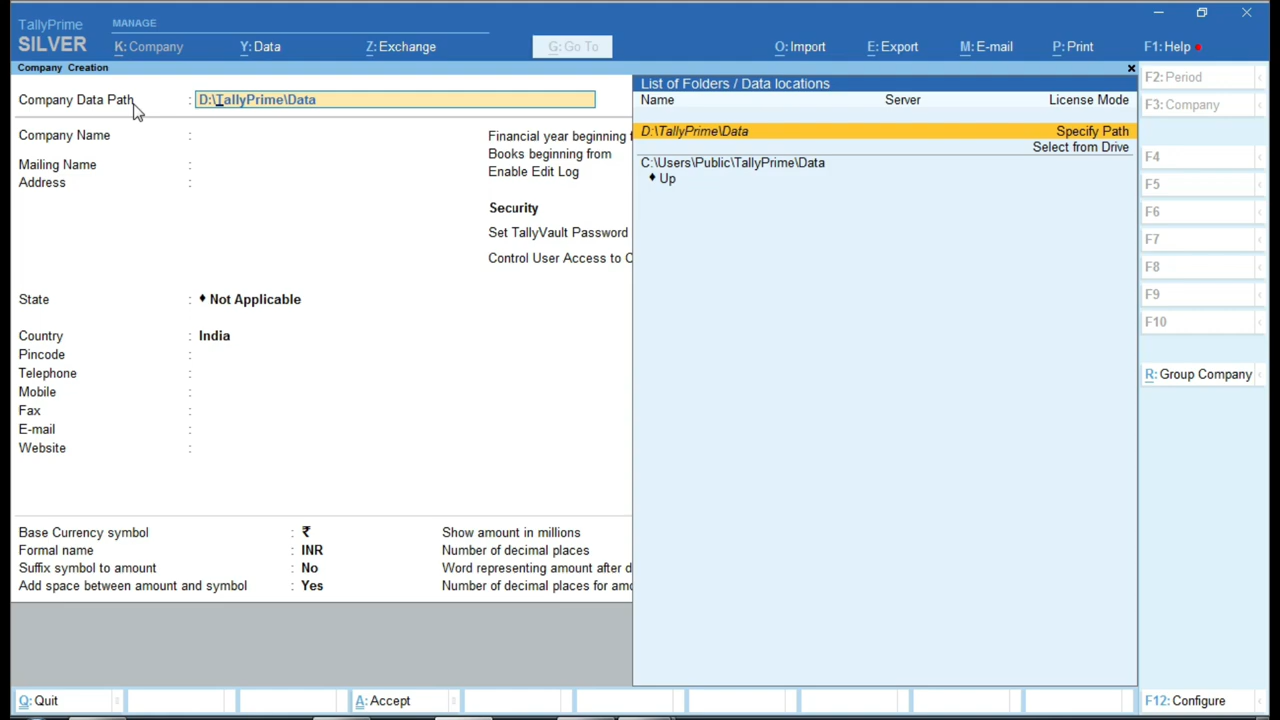 TallyPrime
SILVER
MANAGE
K: Company
Y: Data
Z: Exchange
G: Go To
O: Import
E: Export
M: E-mail
P: Print
F1: Help
Company Creation
Company Data Path : D:\TallyPrime\Data
Company Name :
Mailing Name :
Address :
Financial year beginning
Books beginning from
Enable Edit Log
Security
Set TallyVault Password
Control User Access to
State : ♦ Not Applicable
Country : India
Pincode :
Telephone :
Mobile :
Fax :
E-mail :
Website :
Base Currency symbol : ₹
Formal name : INR
Suffix symbol to amount : No
Add space between amount and symbol : Yes
Show amount in millions
Number of decimal places
Word representing amount after
Number of decimal places for
List of Folders / Data locations
Name Server License Mode
D:\TallyPrime\Data Specify Path
Select from Drive
C:\Users\Public\TallyPrime\Data
♦ Up
F2: Period
F3: Company
F4
F5
F6
F7
F8
F9
F10
R: Group Company
Q: Quit
A: Accept
F12: Configure